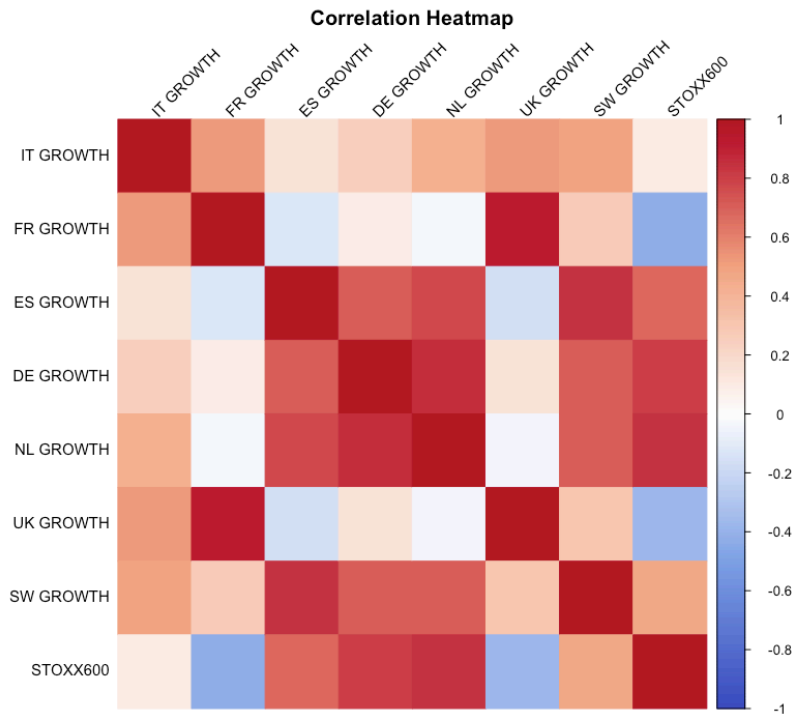 Correlation Heatmap
IT GROWTH
FR GROWTH
ES GROWTH
DE GROWTH
NL GROWTH
UK GROWTH
SW GROWTH
STOXX600
IT GROWTH
FR GROWTH
ES GROWTH
DE GROWTH
NL GROWTH
UK GROWTH
SW GROWTH
STOXX600
1
0.8
0.6
0.4
0.2
0
-0.2
-0.4
-0.6
-0.8
-1